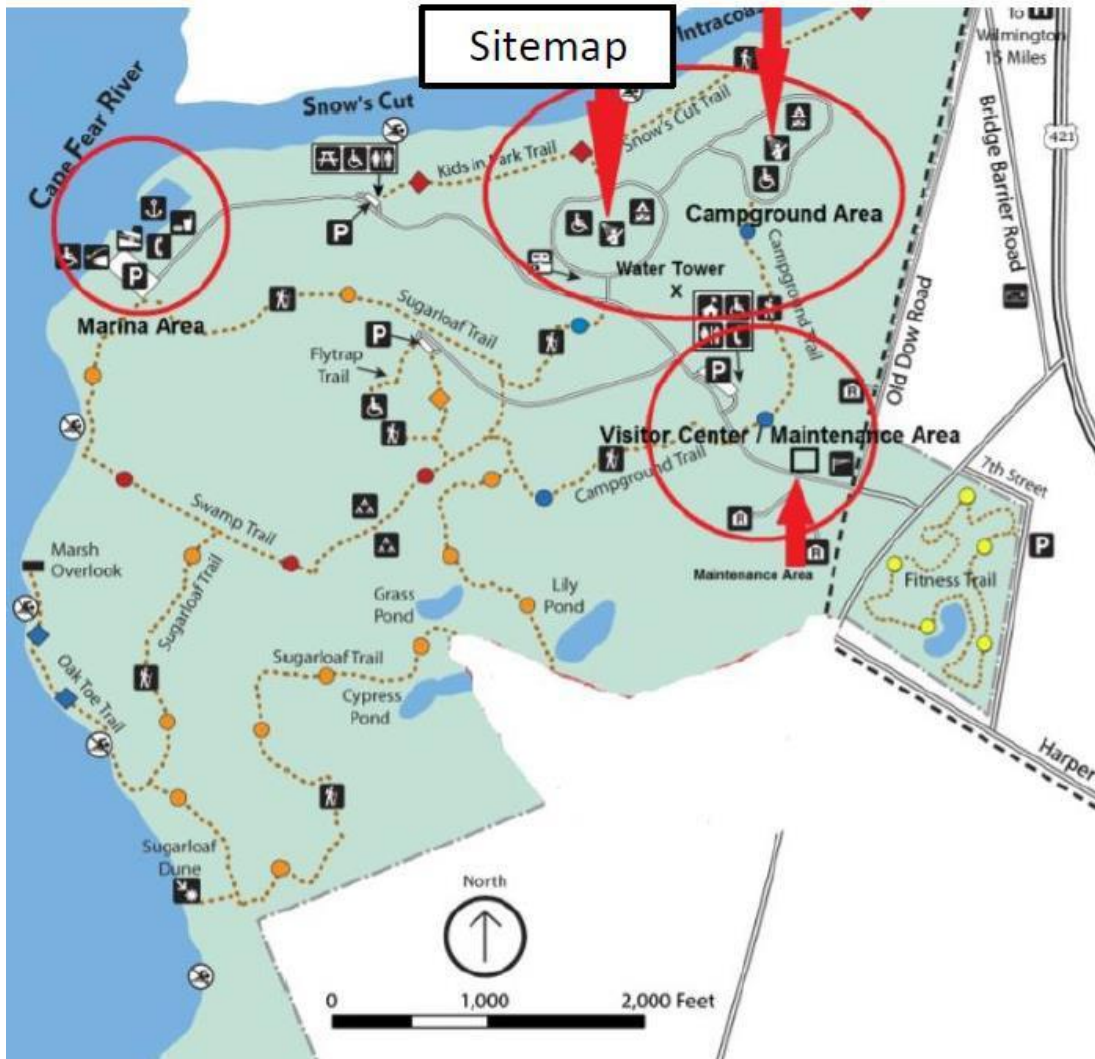 Sitemap
Intracoas
To
Wilmington
15 Miles
Cape Fear River
Snow's Cut
Kids in Park Trail
Snow's Cut Trail
Bridge Barrier Road
421
P
Campground Area
Water Tower
X
Campground Trail
Old Dow Road
P
Marina Area
Sugarloaf Trail
P
Flytrap
Trail
P
Visitor Center / Maintenance Area
Campground Trail
7th Street
P
Swamp Trail
Marsh
Overlook
Sugarloaf Trail
Maintenance Area
Fitness Trail
Grass
Pond
Lily
Pond
Oak Toe Trail
Sugarloaf Trail
Cypress
Pond
Harper
Sugarloaf
Dune
North
0 1,000 2,000 Feet